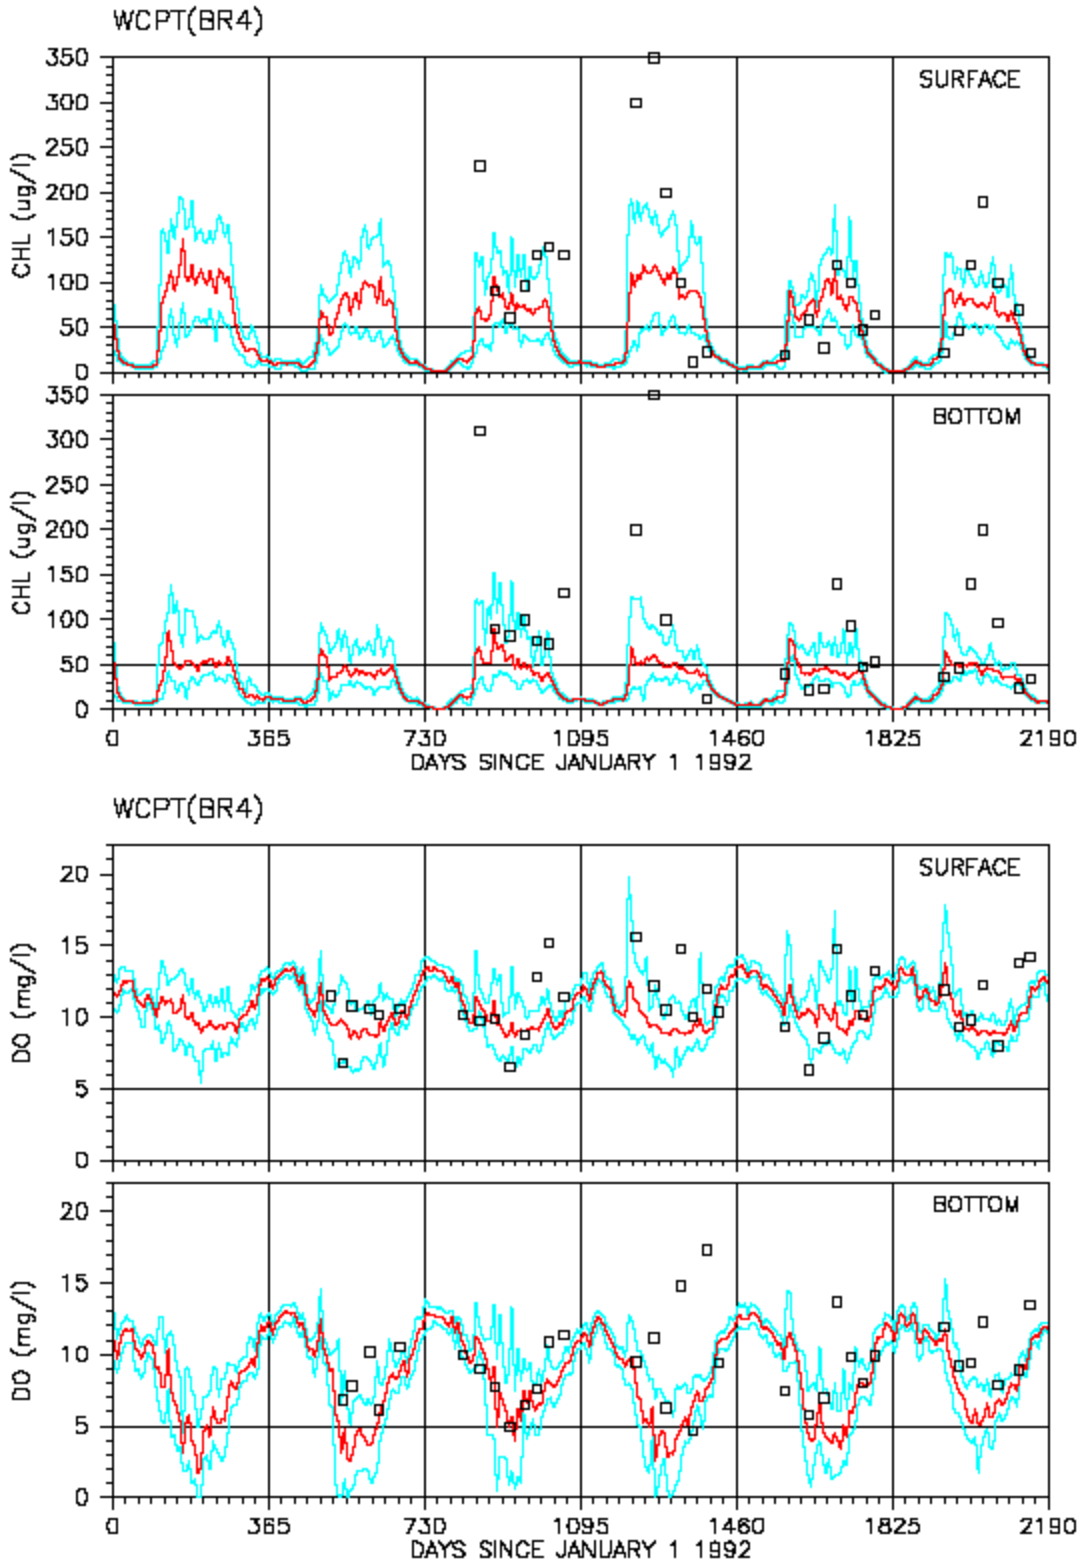 WCPT(BR4)
350
SURFACE
300
250
200
150
100
50
0
CHL (ug/l)
350
BOTTOM
300
250
200
150
100
50
0
CHL (ug/l)
0 365 730 1095 1460 1825 2190
DAYS SINCE JANUARY 1 1992
WCPT(BR4)
SURFACE
20
15
10
5
0
DO (mg/l)
BOTTOM
20
15
10
5
0
DO (mg/l)
0 365 730 1095 1460 1825 2190
DAYS SINCE JANUARY 1 1992